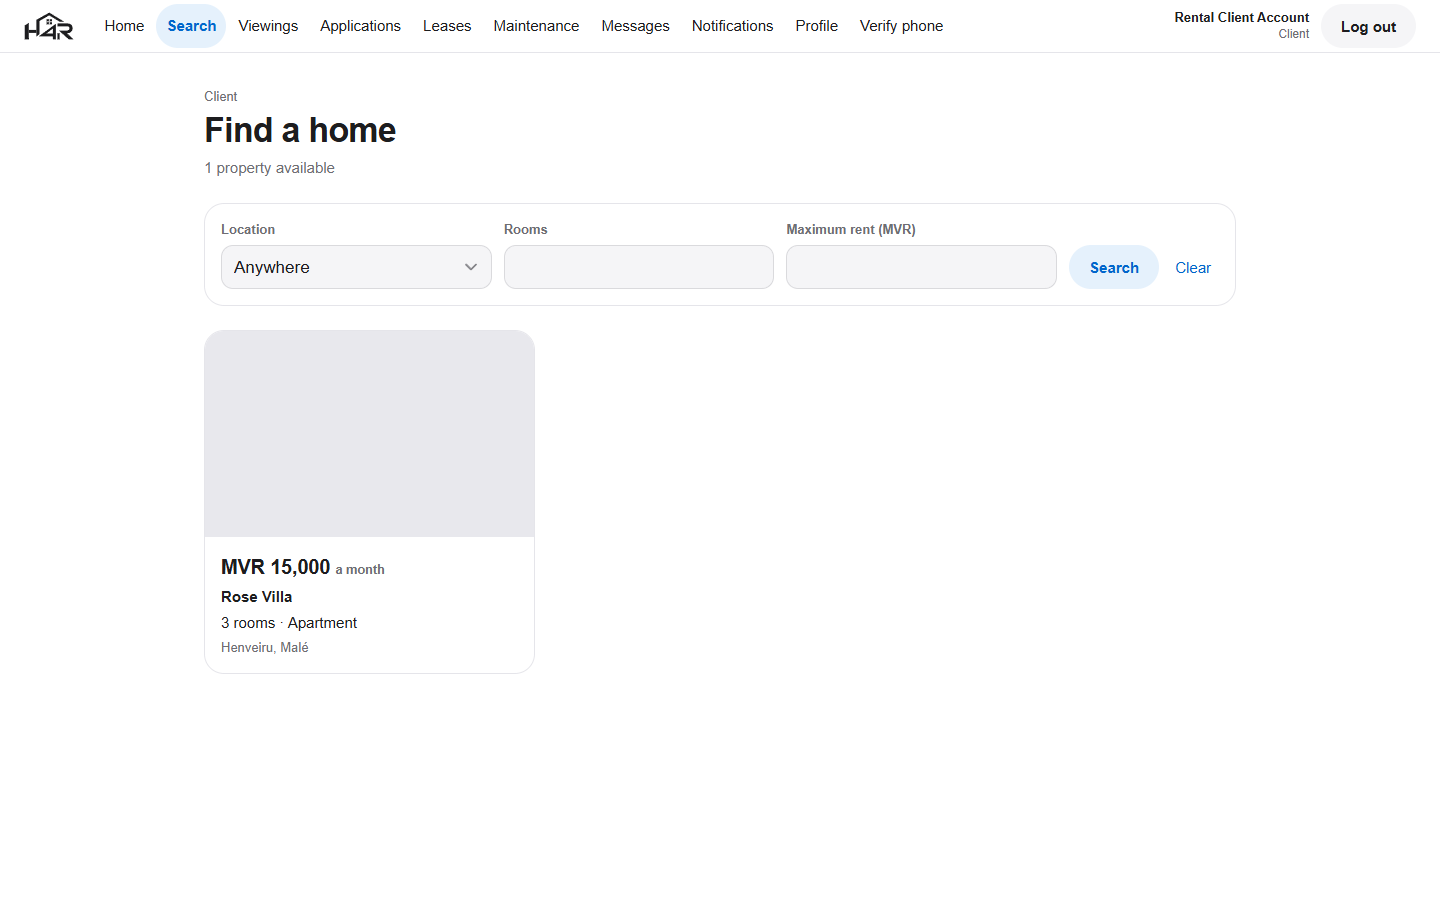 H4R
Home Search Viewings Applications Leases Maintenance Messages Notifications Profile Verify phone
Rental Client Account
Client
Log out
Client
Find a home
1 property available
Location Rooms Maximum rent (MVR)
Anywhere Search Clear
MVR 15,000 a month
Rose Villa
3 rooms · Apartment
Henveiru, Malé